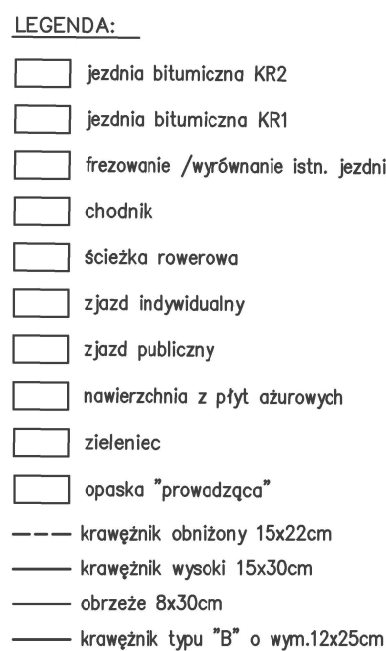 LEGENDA:
jezdnia bitumiczna KR2
jezdnia bitumiczna KR1
frezowanie /wyrównanie istn. jezdni
chodnik
ścieżka rowerowa
zjazd indywidualny
zjazd publiczny
nawierzchnia z płyt ażurowych
zieleniec
opaska "prowadząca"
krawężnik obniżony 15x22cm
krawężnik wysoki 15x30cm
obrzeże 8x30cm
krawężnik typu "B" o wym.12x25cm